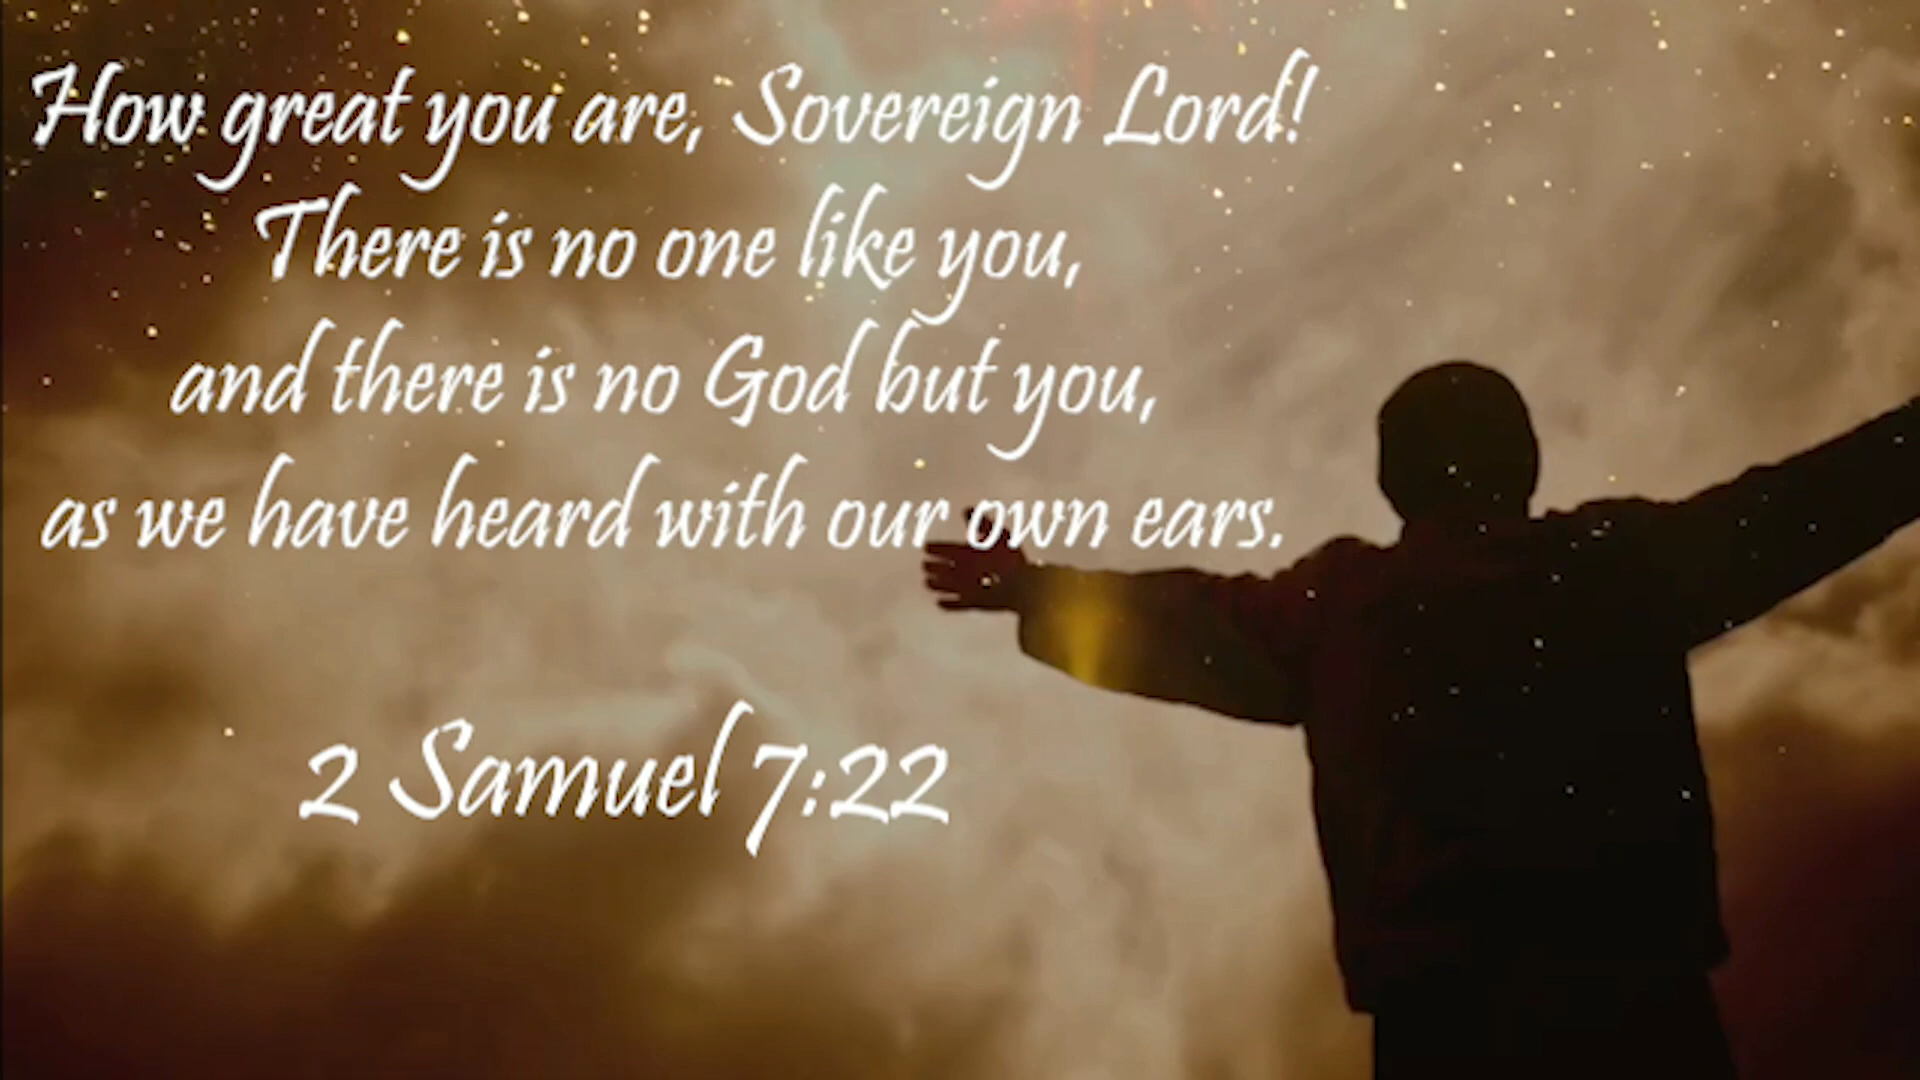 How great you are, Sovereign Lord!
There is no one like you,
and there is no God but you,
as we have heard with our own ears.
2 Samuel 7:22